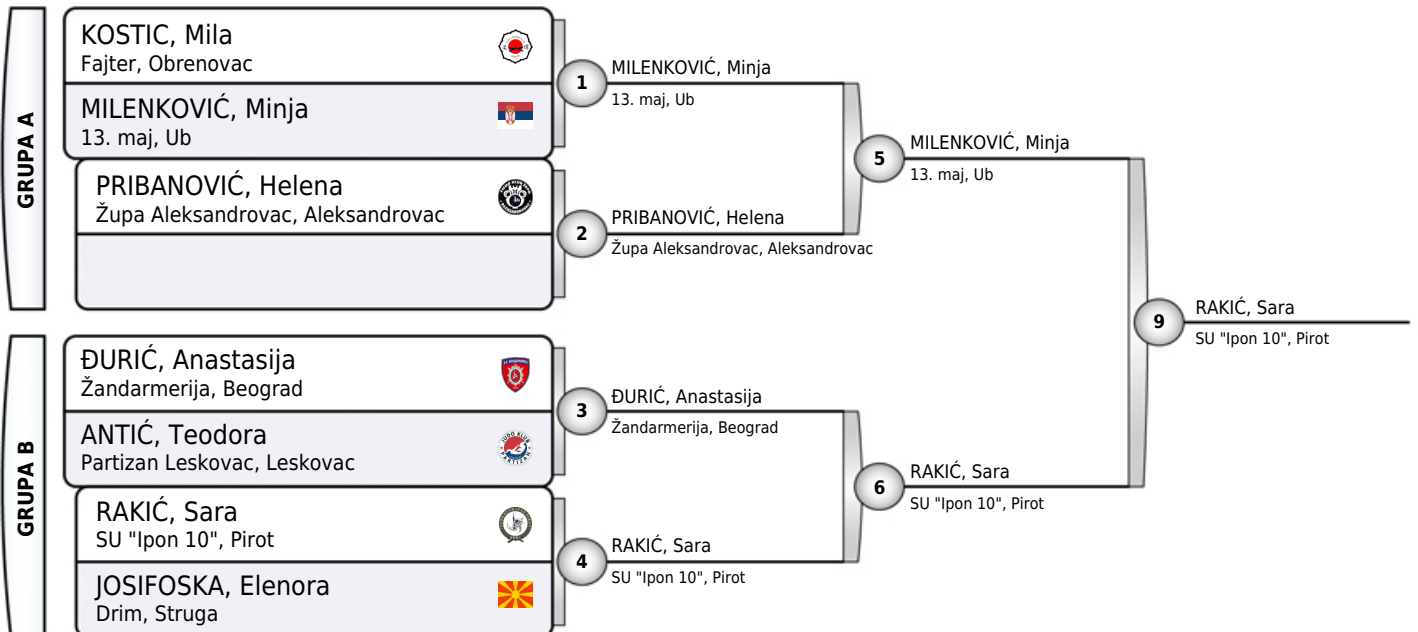 GRUPA A
KOSTIC, Mila
Fajter, Obrenovac
MILENKOVIĆ, Minja
13. maj, Ub
PRIBANOVIĆ, Helena
Župa Aleksandrovac, Aleksandrovac
1
MILENKOVIĆ, Minja
13. maj, Ub
2
PRIBANOVIĆ, Helena
Župa Aleksandrovac, Aleksandrovac
5
MILENKOVIĆ, Minja
13. maj, Ub
GRUPA B
ĐURIĆ, Anastasija
Žandarmerija, Beograd
ANTIĆ, Teodora
Partizan Leskovac, Leskovac
RAKIĆ, Sara
SU "Ipon 10", Pirot
JOSIFOSKA, Elenora
Drim, Struga
3
ĐURIĆ, Anastasija
Žandarmerija, Beograd
4
RAKIĆ, Sara
SU "Ipon 10", Pirot
6
RAKIĆ, Sara
SU "Ipon 10", Pirot
9
RAKIĆ, Sara
SU "Ipon 10", Pirot